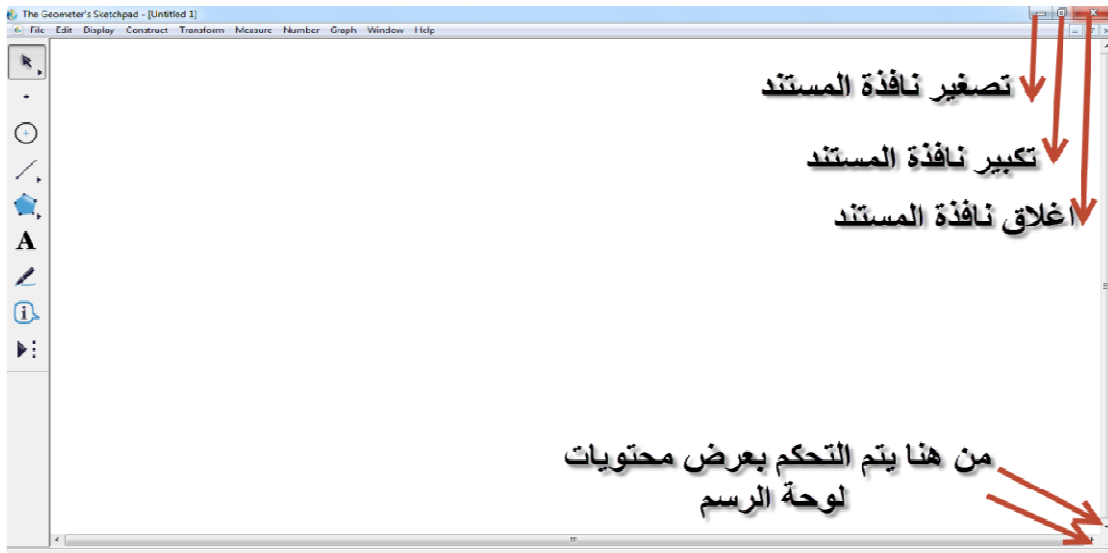 The Geometer's Sketchpad - [Untitled 1]
File Edit Display Construct Transform Measure Number Graph Window Help
تصغير نافذة المستند
تكبير نافذة المستند
اغلاق نافذة المستند
A
i
من هنا يتم التحكم بعرض محتويات
لوحة الرسم